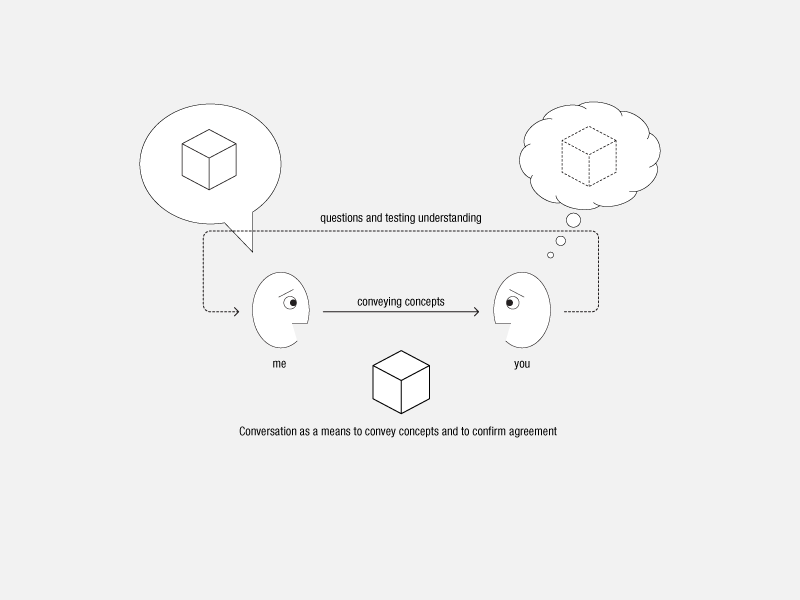 questions and testing understanding
conveying concepts
me
you
Conversation as a means to convey concepts and to confirm agreement